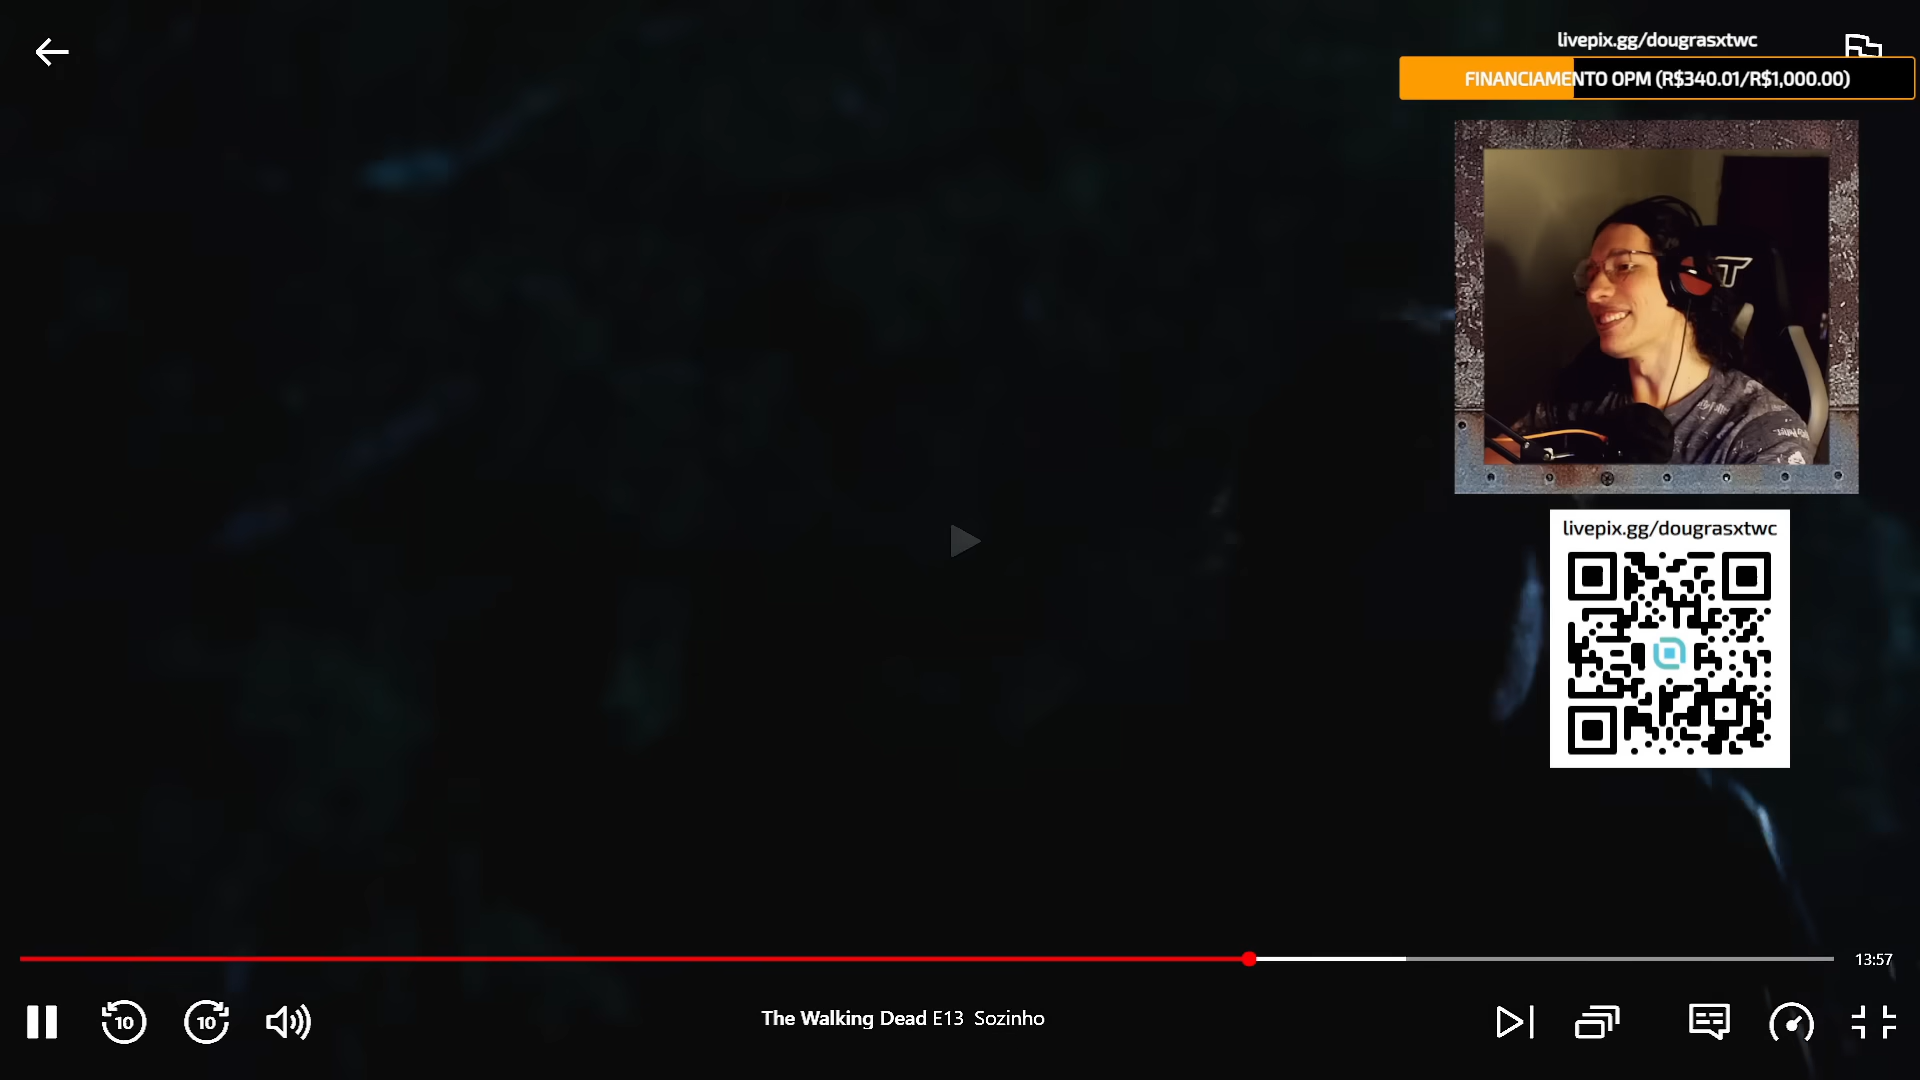 livepix.gg/dougrasxtwc
FINANCIAMENTO OPM (R$340.01/R$1,000.00)
T
livepix.gg/dougrasxtwc
13:57
10
10
The Walking Dead E13 Sozinho